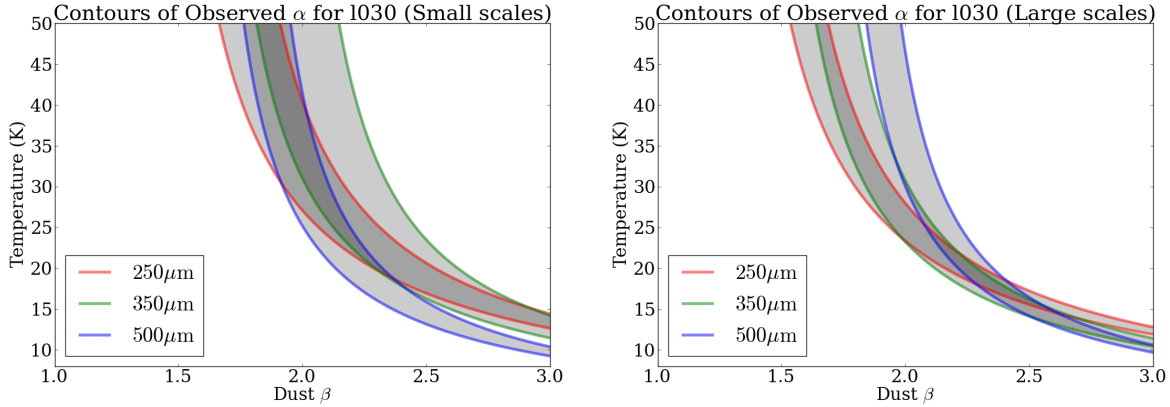 Contours of Observed α for l030 (Small scales)
50
45
40
35
30
25
20
15
10
Temperature (K)
250μm
350μm
500μm
1.0 1.5 2.0 2.5 3.0
Dust β
Contours of Observed α for l030 (Large scales)
50
45
40
35
30
25
20
15
10
Temperature (K)
250μm
350μm
500μm
1.0 1.5 2.0 2.5 3.0
Dust β